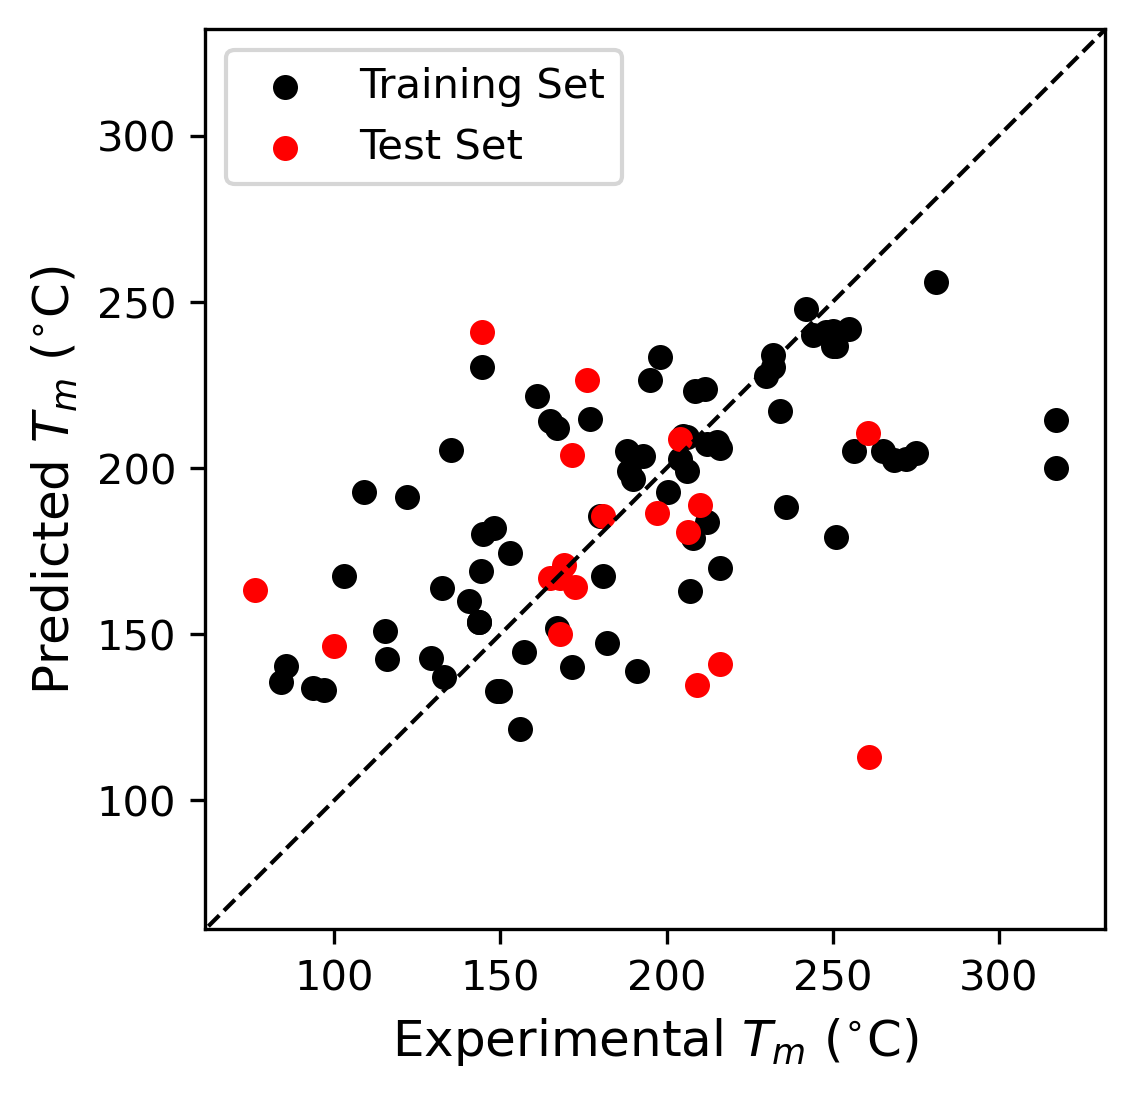 Training Set
Test Set
300
250
200
150
100
Predicted Tₘ (°C)
100 150 200 250 300
Experimental Tₘ (°C)